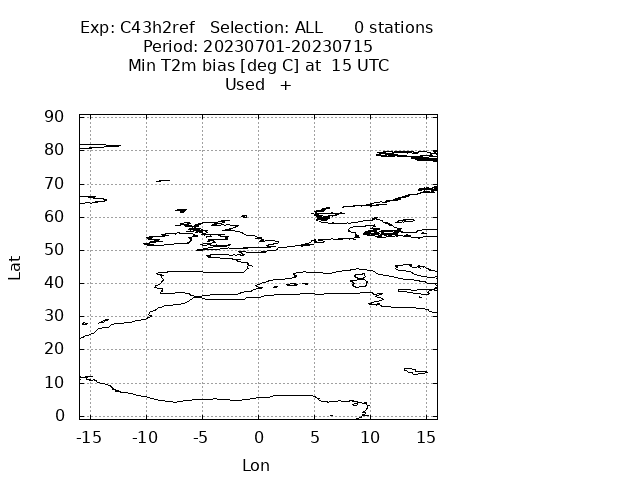 Exp: C43h2ref   Selection: ALL      0 stations
Period: 20230701-20230715
Min T2m bias [deg C] at  15 UTC
Used   +
90
80
70
60
50
40
30
20
10
0
Lat
-15 -10 -5 0 5 10 15
Lon